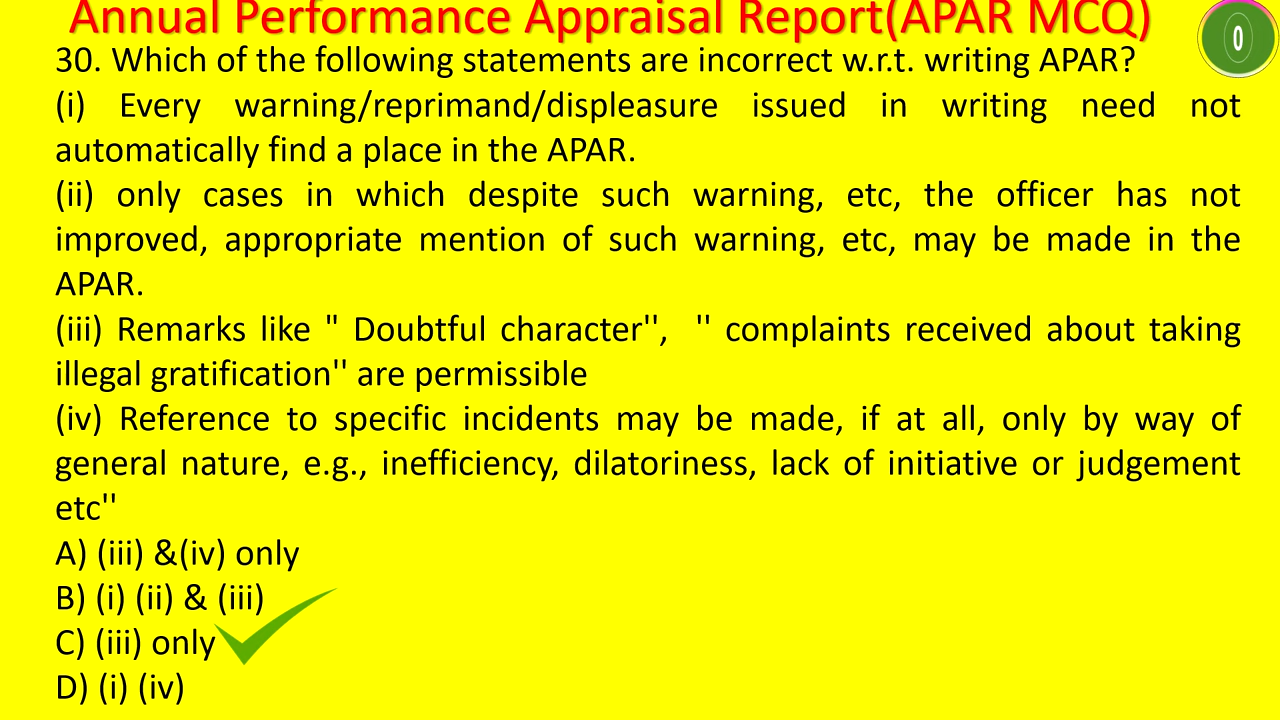 Annual Performance Appraisal Report(APAR MCQ)
0
30. Which of the following statements are incorrect w.r.t. writing APAR?
(i) Every warning/reprimand/displeasure issued in writing need not
automatically find a place in the APAR.
(ii) only cases in which despite such warning, etc, the officer has not
improved, appropriate mention of such warning, etc, may be made in the
APAR.
(iii) Remarks like " Doubtful character'', '' complaints received about taking
illegal gratification'' are permissible
(iv) Reference to specific incidents may be made, if at all, only by way of
general nature, e.g., inefficiency, dilatoriness, lack of initiative or judgement
etc''
A) (iii) &(iv) only
B) (i) (ii) & (iii)
C) (iii) only
D) (i) (iv)